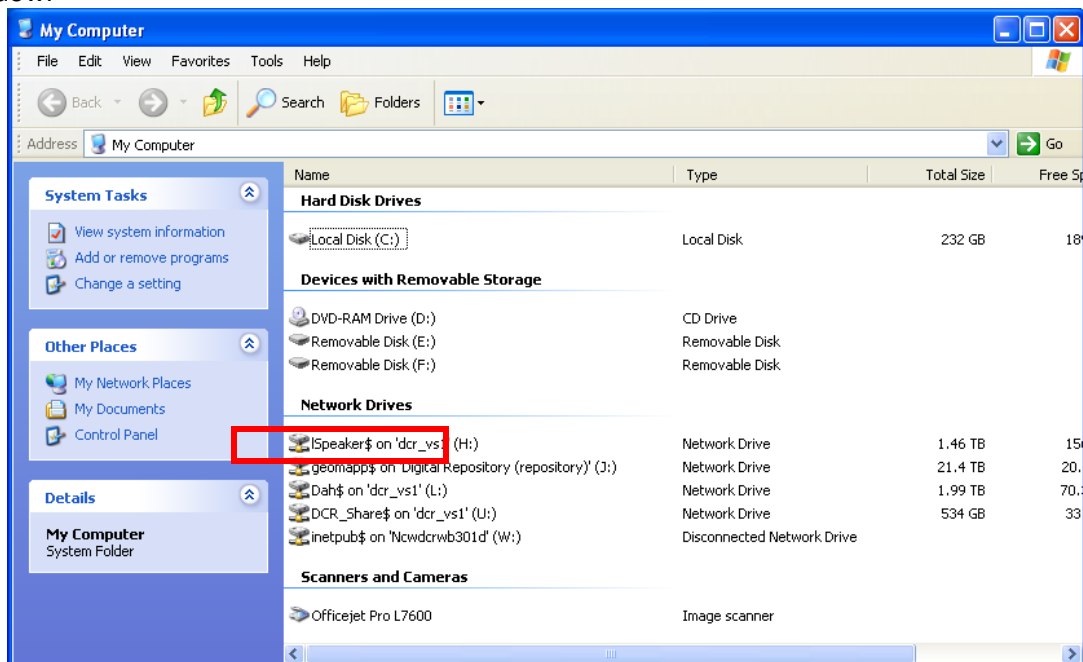 My Computer
File Edit View Favorites Tools Help
Back Search Folders
Address My Computer Go
Name Type Total Size Free
System Tasks
View system information
Add or remove programs
Change a setting
Other Places
My Network Places
My Documents
Control Panel
Details
My Computer
System Folder
Hard Disk Drives
Local Disk (C:) Local Disk 232 GB
Devices with Removable Storage
DVD-RAM Drive (D:) CD Drive
Removable Disk (E:) Removable Disk
Removable Disk (F:) Removable Disk
Network Drives
lSpeaker$ on 'dcr_vs1' (H:) Network Drive 1.46 TB
geomapp$ on 'Digital Repository (repository)' (J:) Network Drive 21.4 TB
Dah$ on 'dcr_vs1' (L:) Network Drive 1.99 TB
DCR_Share$ on 'dcr_vs1' (U:) Network Drive 534 GB
inetpub$ on 'Ncwdcrwb301d' (W:) Disconnected Network Drive
Scanners and Cameras
Officejet Pro L7600 Image scanner